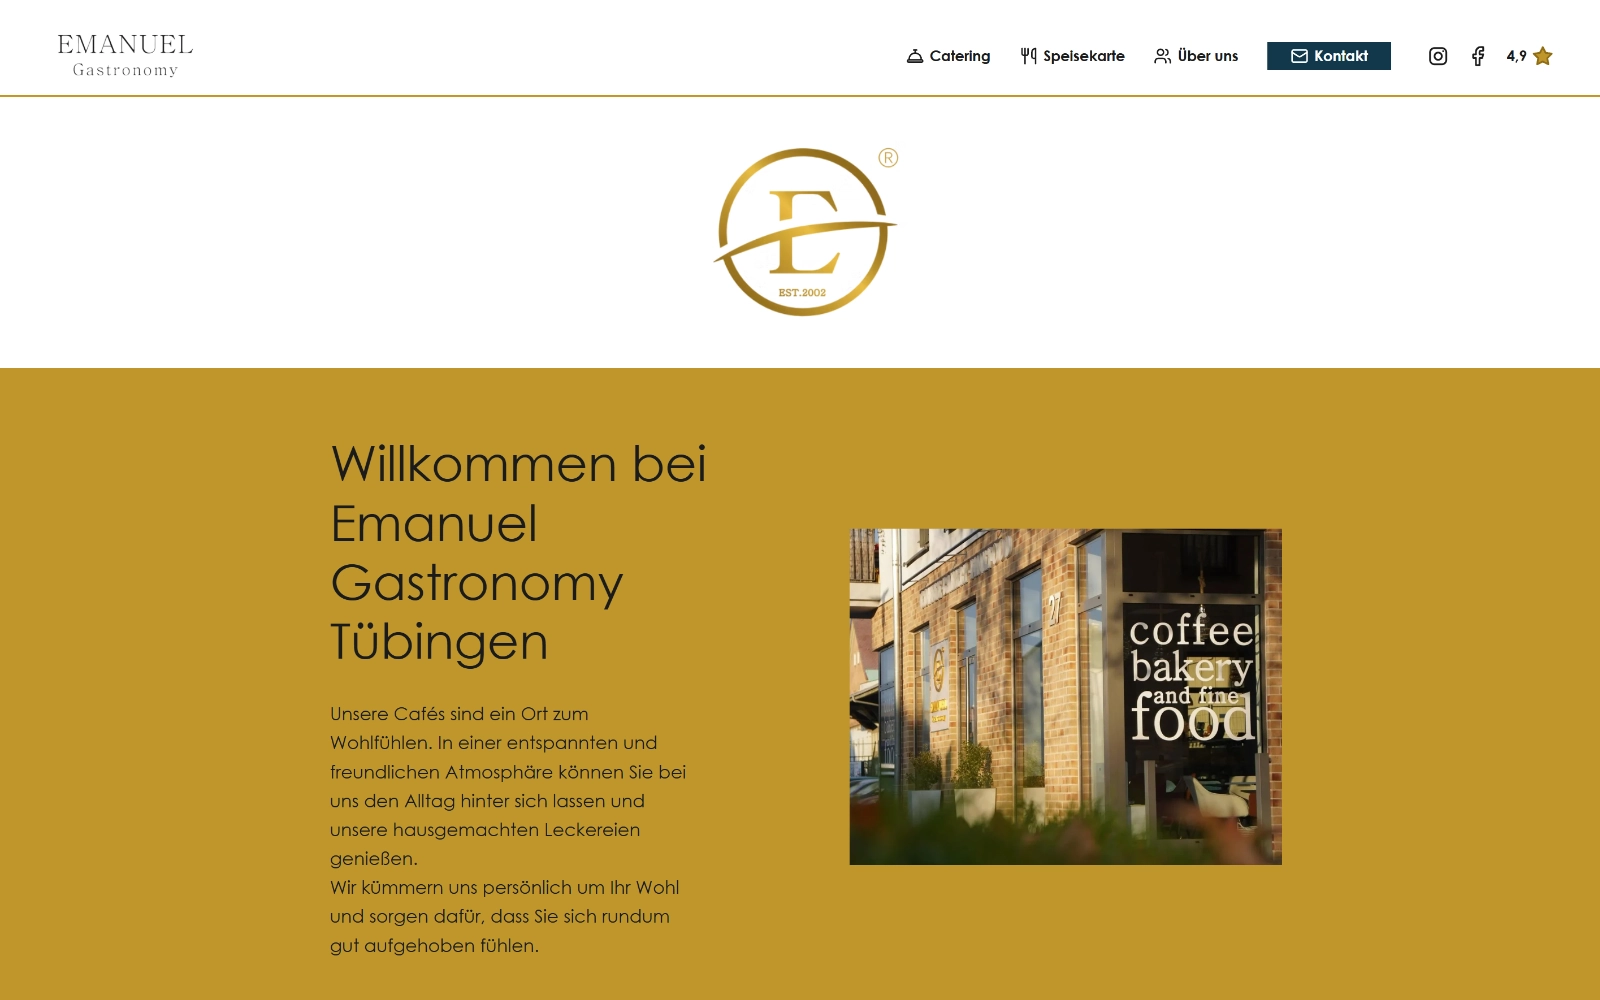 EMANUEL
Gastronomy
Catering
Speisekarte
Über uns
Kontakt
4,9
®
E
EST.2002
Willkommen bei
Emanuel
Gastronomy
Tübingen
Unsere Cafés sind ein Ort zum
Wohlfühlen. In einer entspannten und
freundlichen Atmosphäre können Sie bei
uns den Alltag hinter sich lassen und
unsere hausgemachten Leckereien
genießen.
Wir kümmern uns persönlich um Ihr Wohl
und sorgen dafür, dass Sie sich rundum
gut aufgehoben fühlen.
27
coffee
bakery
and fine
food